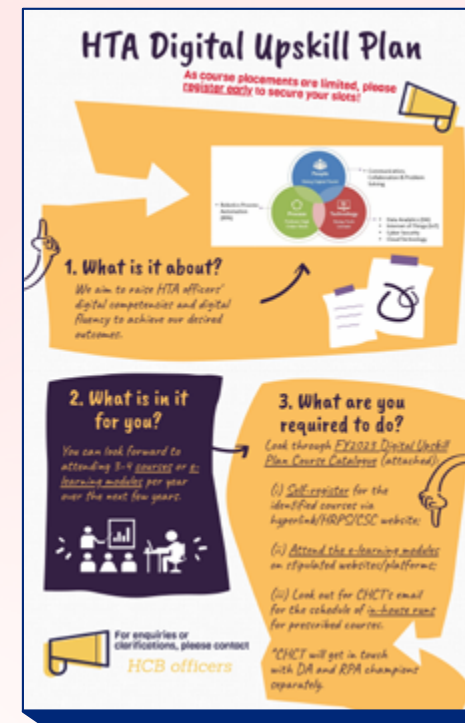 HTA Digital Upskill Plan
As course placements are limited, please
register early to secure your slots!
People
Process
Technology
Communication,
Collaboration & Problem
Solving
Robotics Process
Automation
(RPA)
Data Analytics (DA)
Internet of Things (IoT)
Cyber Security
Cloud Technology
1. What is it about?
We aim to raise HTA officers'
digital competencies and digital
fluency to achieve our desired
outcomes.
2. What is in it
for you?
You can look forward to
attending 3-4 courses or e-
learning modules per year
over the next few years.
3. What are you
required to do?
Look through FY2023 Digital Upskill
Plan Course Catalogue (attached):
(i) Self-register for the
identified courses via
hyperlink/HRPS/CSC website;
(ii) Attend the e-learning modules
on stipulated websites/platforms;
(iii) Look out for CHCT's email
for the schedule of in-house runs
for prescribed courses.
*CHCT will get in touch
with DA and RPA champions
separately.
For enquiries or
clarifications, please contact
HCB officers